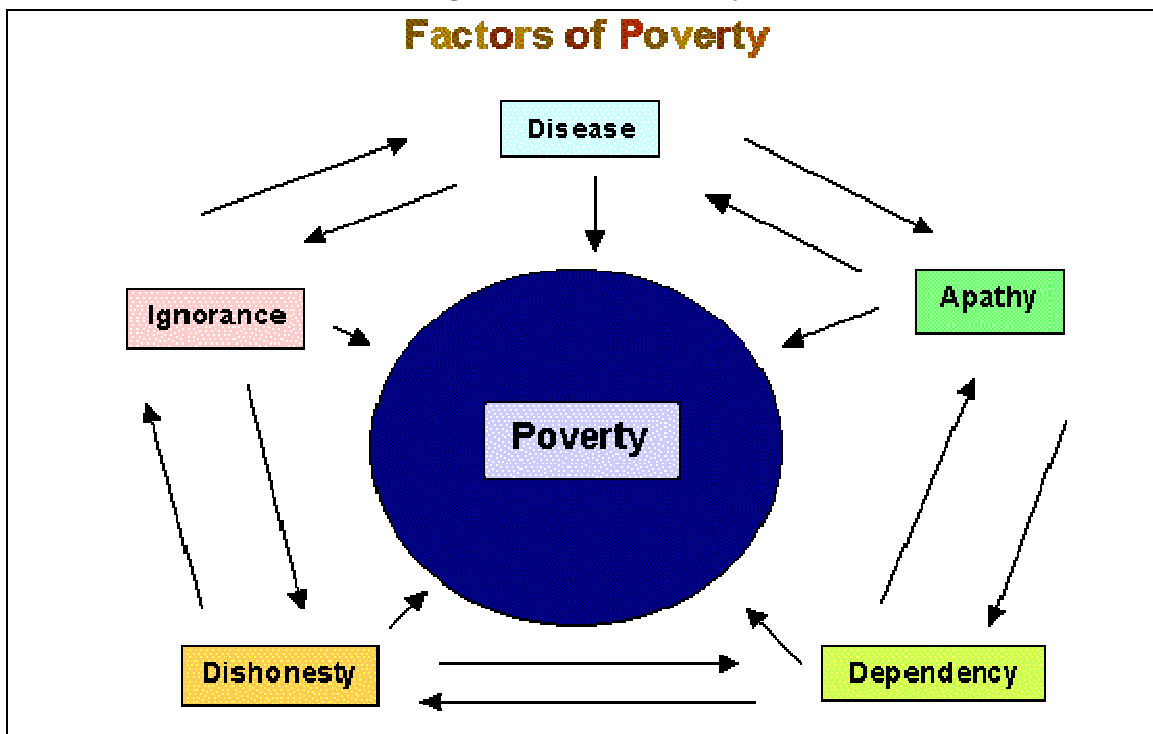 Factors of Poverty
Disease
Ignorance
Apathy
Poverty
Dishonesty
Dependency